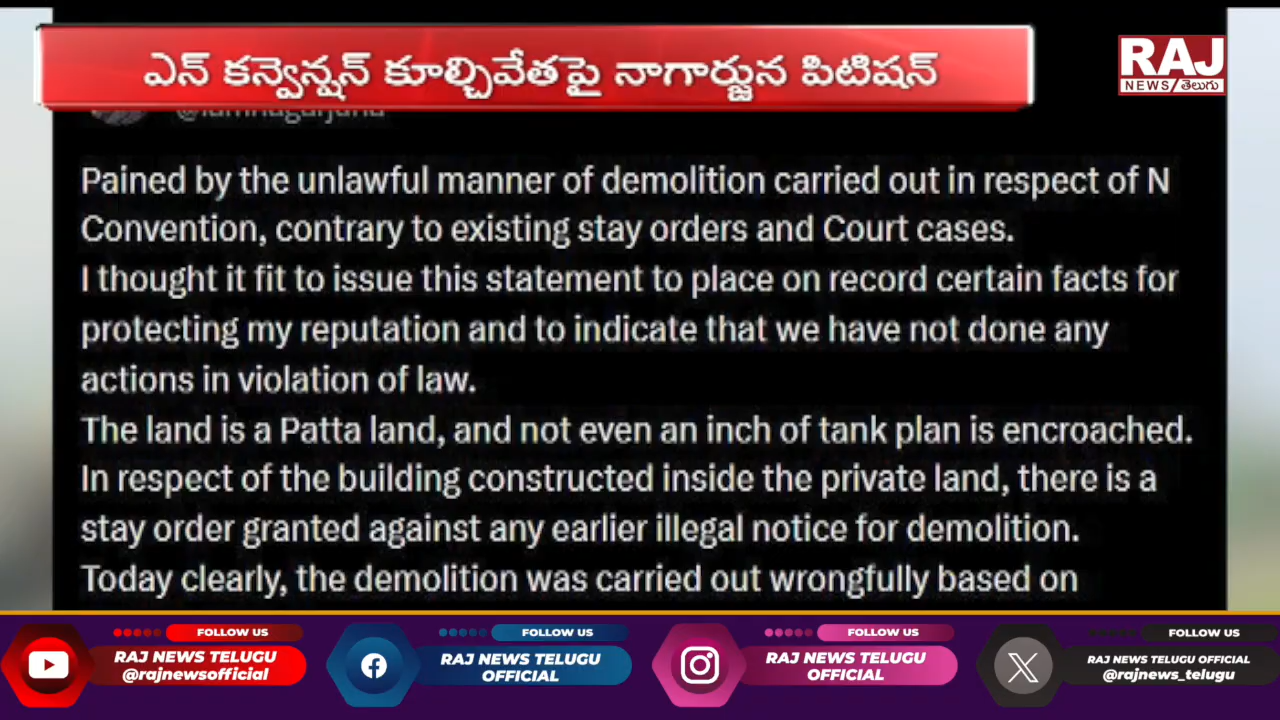 ఎన్ కన్వెన్షన్ కూల్చివేతపై నాగార్జున పిటిషన్
RAJ
NEWS తెలుగు
Pained by the unlawful manner of demolition carried out in respect of N
Convention, contrary to existing stay orders and Court cases.
I thought it fit to issue this statement to place on record certain facts for
protecting my reputation and to indicate that we have not done any
actions in violation of law.
The land is a Patta land, and not even an inch of tank plan is encroached.
In respect of the building constructed inside the private land, there is a
stay order granted against any earlier illegal notice for demolition.
Today clearly, the demolition was carried out wrongfully based on
FOLLOW US
RAJ NEWS TELUGU
@rajnewsofficial
FOLLOW US
RAJ NEWS TELUGU
OFFICIAL
FOLLOW US
RAJ NEWS TELUGU
OFFICIAL
FOLLOW US
RAJ NEWS TELUGU OFFICIAL
@rajnews_telugu